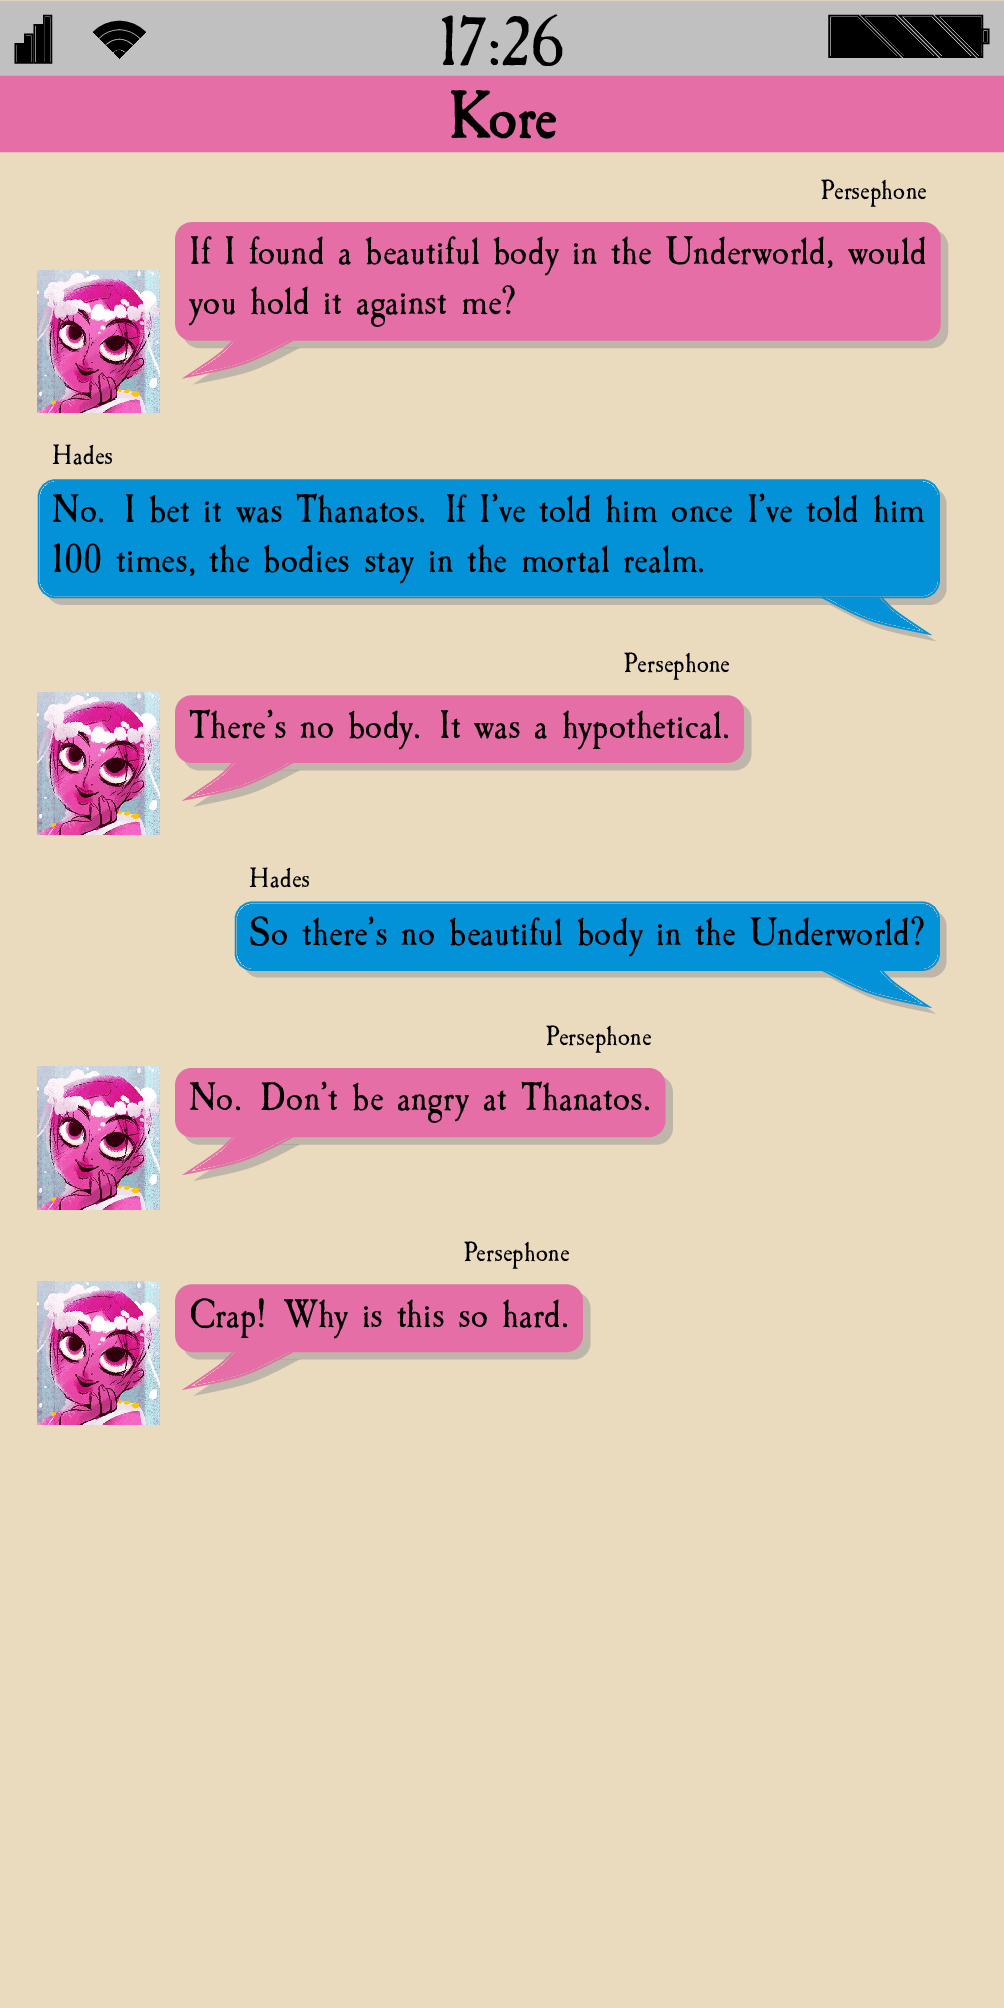 17:26
Kore
Persephone
If I found a beautiful body in the Underworld, would
you hold it against me?
Hades
No. I bet it was Thanatos. If I've told him once I've told him
100 times, the bodies stay in the mortal realm.
Persephone
There's no body. It was a hypothetical.
Hades
So there's no beautiful body in the Underworld?
Persephone
No. Don't be angry at Thanatos.
Persephone
Crap! Why is this so hard.